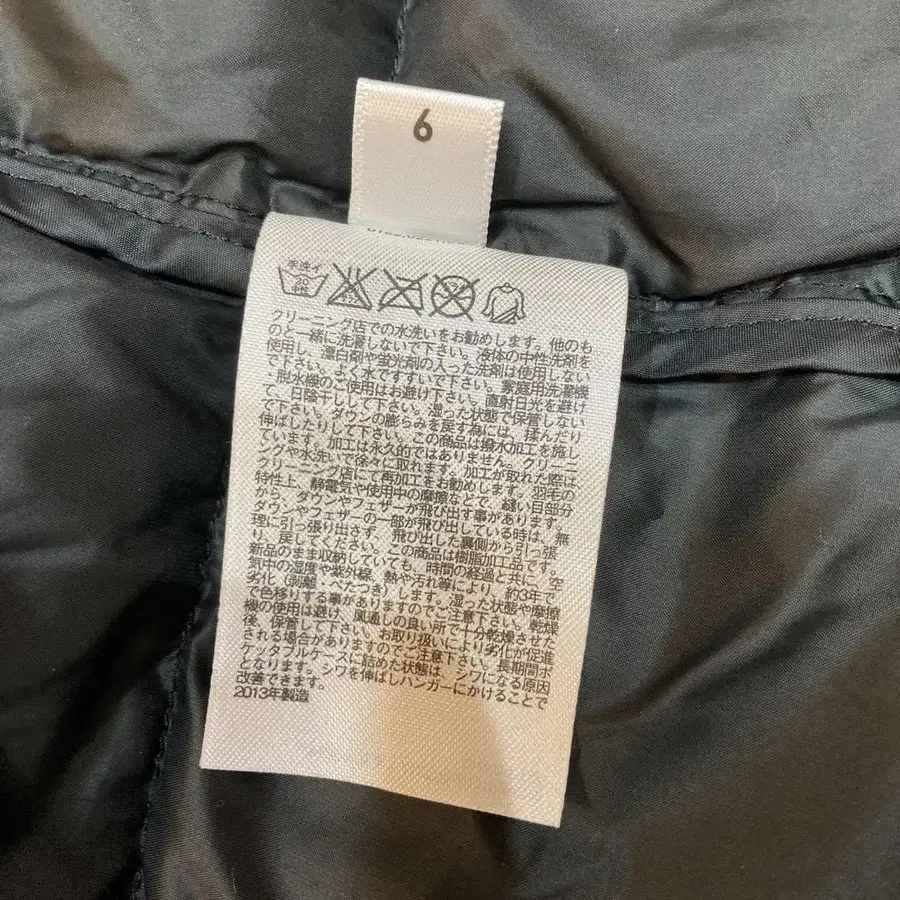 6
手洗イ
30
中性
クリーニング店での水洗いをお勧めします。他のも
のと一緒に洗濯しないで下さい。液体の中性洗剤を
使用し、漂白剤や蛍光剤の入った洗剤は使用しない
で下さい。よく水ですすいで下さい。家庭用洗濯機
・脱水機のご使用はお避け下さい。直射日光を避け
て、日陰干しして下さい。湿った状態で保管しない
で下さい。ダウンの膨らみを戻す為には、揉んだり
伸ばしたりして下さい。この商品は撥水加工を施し
ています。加工は永久的ではありません。クリーニ
ングや水洗いで徐々に取れます。加工が取れた際は、
クリーニング店にて再加工をお勧めします。羽毛の
特性上、静電気や使用中の摩擦などで、縫い目部分
から、ダウンやフェザーが飛び出す事があります。
ダウンやフェザーの一部が飛び出している時は、無
理に引っ張り出さず、飛び出した裏側から引っ張
り、戻してください。この商品は樹脂加工品です。
新品のまま収納していても、時間の経過と共に、空
気中の湿度や紫外線、熱や汚れ等により、約3年で
劣化（剥離、べたつき）します。湿った状態や摩擦
で色移りする事がありますのでご注意下さい。乾燥
機の使用は避け、風通しの良い所で十分乾燥させた
後、保管して下さい。お取り扱いにより劣化が促進
される場合がありますのでご注意下さい。長期間ポ
ケッタブルケースに詰めた状態は、シワになる原因
となります。シワを伸ばしハンガーにかけることで
改善できます。
2013年製造